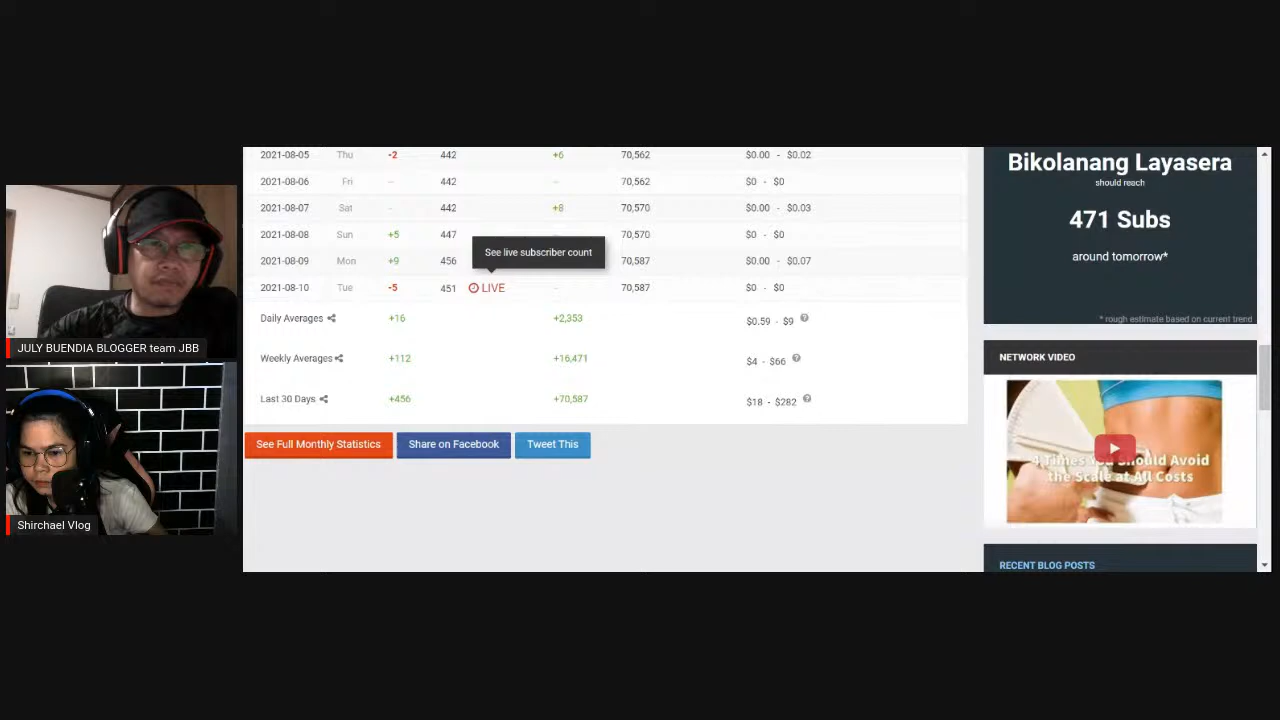 2021-08-05 Thu -2 442 +6 70,562 $0.00 - $0.02
2021-08-06 Fri -- 442 -- 70,562 $0 - $0
2021-08-07 Sat - 442 +8 70,570 $0.00 - $0.03
2021-08-08 Sun +5 447 70,570 $0 - $0
See live subscriber count
2021-08-09 Mon +9 456 70,587 $0.00 - $0.07
2021-08-10 Tue -5 451 LIVE -- 70,587 $0 - $0
Daily Averages +16 +2,353 $0.59 - $9
Weekly Averages +112 +16,471 $4 - $66
Last 30 Days +456 +70,587 $18 - $282
See Full Monthly Statistics Share on Facebook Tweet This
Bikolanang Layasera
should reach
471 Subs
around tomorrow*
* rough estimate based on current trend
NETWORK VIDEO
4 Times You Should Avoid
the Scale at All Costs
RECENT BLOG POSTS
JULY BUENDIA BLOGGER team JBB
Shirchael Vlog